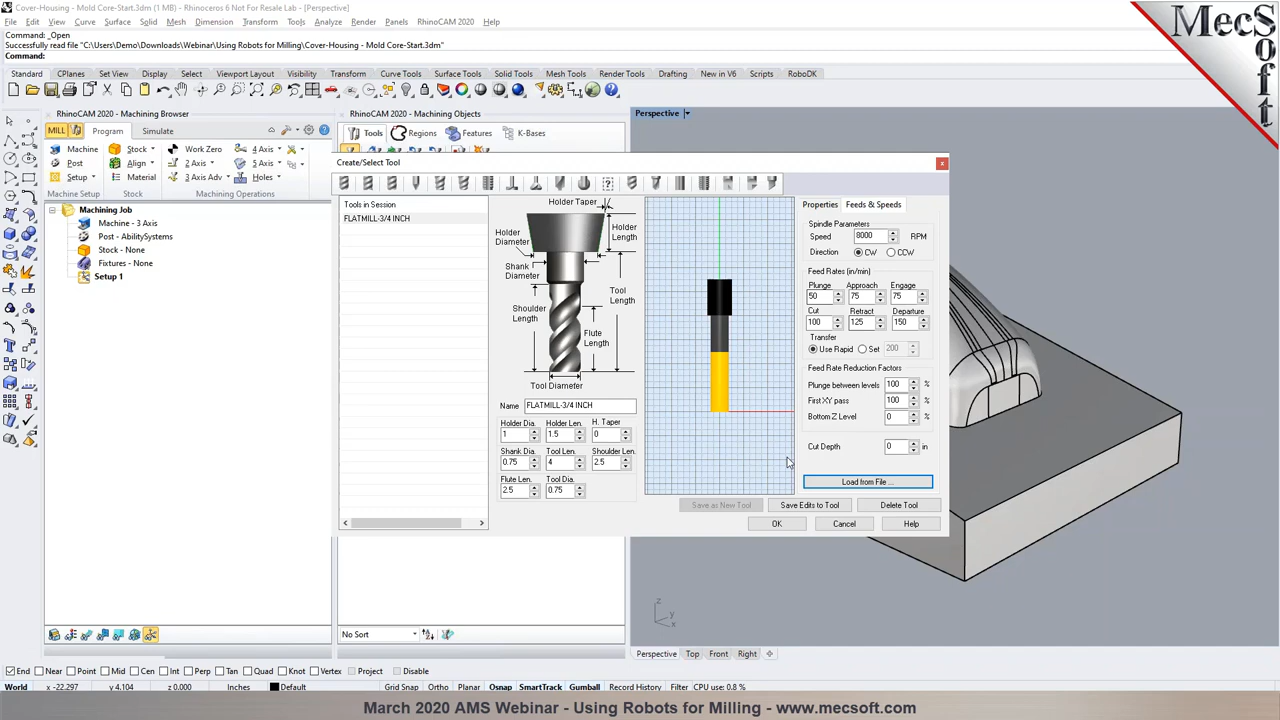 Cover-Housing - Mold Core-Start.3dm (1 MB) - Rhinoceros 6 Not For Resale Lab - [Perspective]
File Edit View Curve Surface Solid Mesh Dimension Transform Tools Analyze Render Panels RhinoCAM 2020 Help
Command: _Open
Successfully read file "C:\Users\Demo\Downloads\Webinar\Using Robots for Milling\Cover-Housing - Mold Core-Start.3dm"
Command:
Standard CPlanes Set View Display Select Viewport Layout Visibility Transform Curve Tools Surface Tools Solid Tools Mesh Tools Render Tools Drafting New in V6 Scripts RoboDK
MecSoft
RhinoCAM 2020 - Machining Browser
RhinoCAM 2020 - Machining Objects
Perspective
MILL Program Simulate
Tools Regions Features K-Bases
Machine Stock Work Zero 4 Axis
Post Align 2 Axis 5 Axis
Setup Material 3 Axis Adv Holes
Machine Setup Stock Machining Operations
Machining Job
Machine - 3 Axis
Post - AbilitySystems
Stock - None
Fixtures - None
Setup 1
Create/Select Tool
Tools in Session
FLATMILL-3/4 INCH
Holder Taper
Holder Diameter
Holder Length
Shank Diameter
Tool Length
Shoulder Length
Flute Length
Tool Diameter
Name FLATMILL-3/4 INCH
Holder Dia. Holder Len. H. Taper
1 1.5 0
Shank Dia. Tool Len. Shoulder Len.
0.75 4 2.5
Flute Len. Tool Dia.
2.5 0.75
Properties Feeds & Speeds
Spindle Parameters
Speed 8000 RPM
Direction CW CCW
Feed Rates (in/min)
Plunge Approach Engage
50 75 75
Cut Retract Departure
100 125 150
Transfer
Use Rapid Set 200
Feed Rate Reduction Factors
Plunge between levels 100 %
First XY pass 100 %
Bottom Z Level 0 %
Cut Depth 0 in
Load from File ...
Save as New Tool Save Edits to Tool Delete Tool
OK Cancel Help
z
y
x
No Sort
Perspective Top Front Right
End Near Point Mid Cen Int Perp Tan Quad Knot Vertex Project Disable
World x -22.297 y 4.104 z 0.000 Inches Default Grid Snap Ortho Planar Osnap SmartTrack Gumball Record History Filter CPU use: 0.8 %
March 2020 AMS Webinar - Using Robots for Milling - www.mecsoft.com